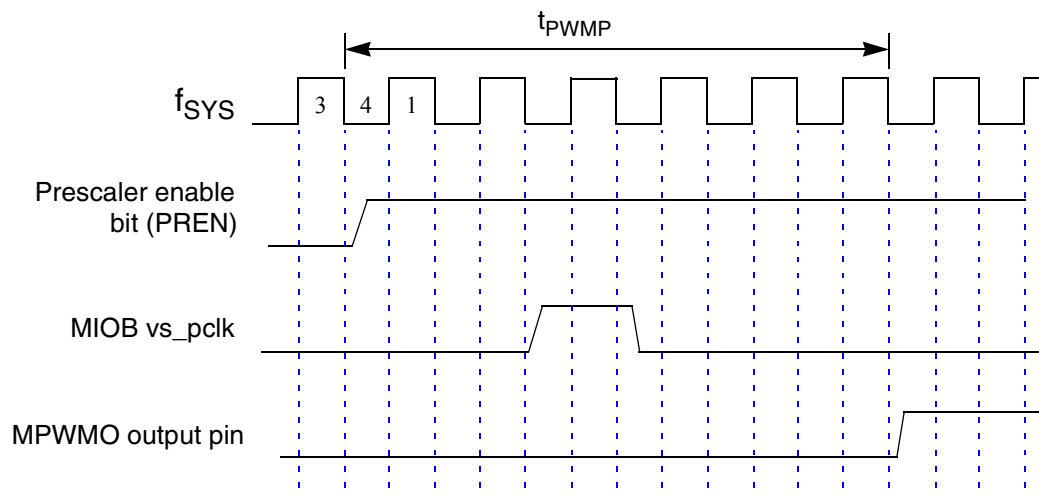 tPWMP
fSYS
3 4 1
Prescaler enable
bit (PREN)
MIOB vs_pclk
MPWMO output pin